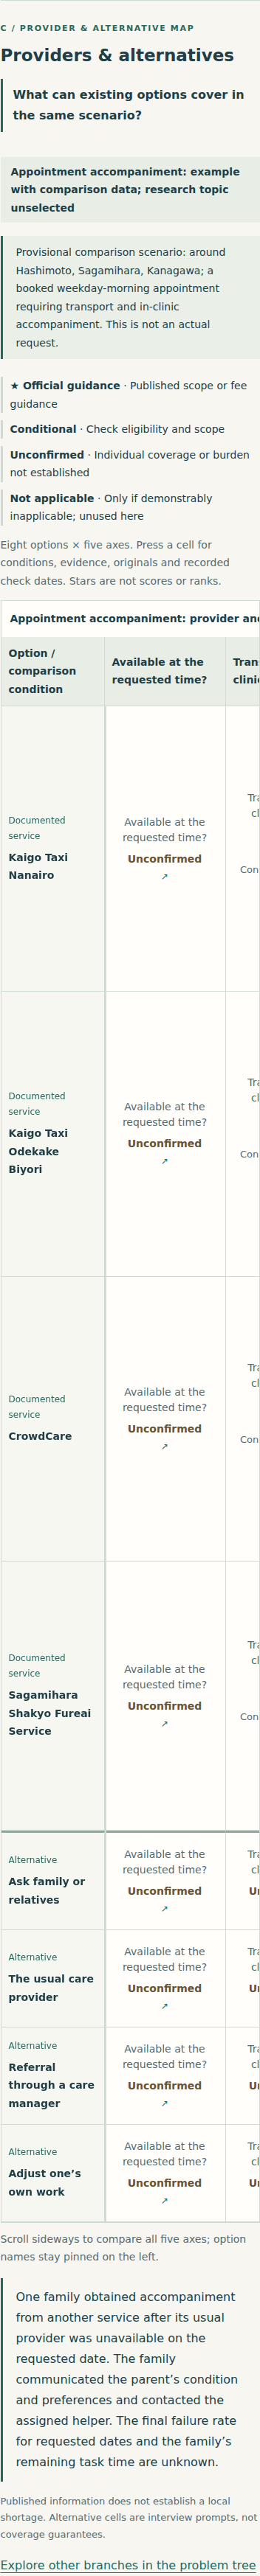 C / PROVIDER & ALTERNATIVE MAP
Providers & alternatives
What can existing options cover in
the same scenario?
Appointment accompaniment: example
with comparison data; research topic
unselected
Provisional comparison scenario: around
Hashimoto, Sagamihara, Kanagawa; a
booked weekday-morning appointment
requiring transport and in-clinic
accompaniment. This is not an actual
request.
★ Official guidance · Published scope or fee
guidance
Conditional · Check eligibility and scope
Unconfirmed · Individual coverage or burden
not established
Not applicable · Only if demonstrably
inapplicable; unused here
Eight options × five axes. Press a cell for
conditions, evidence, originals and recorded
check dates. Stars are not scores or ranks.
Appointment accompaniment: provider and
Option /
comparison
condition
Available at the
requested time?
Documented
service
Kaigo Taxi
Nanairo
Available at the
requested time?
Unconfirmed
↗
Documented
service
Kaigo Taxi
Odekake
Biyori
Available at the
requested time?
Unconfirmed
↗
Documented
service
CrowdCare
Available at the
requested time?
Unconfirmed
↗
Documented
service
Sagamihara
Shakyo Fureai
Service
Available at the
requested time?
Unconfirmed
↗
Alternative
Ask family or
relatives
Available at the
requested time?
Unconfirmed
↗
Alternative
The usual care
provider
Available at the
requested time?
Unconfirmed
↗
Alternative
Referral
through a care
manager
Available at the
requested time?
Unconfirmed
↗
Alternative
Adjust one’s
own work
Available at the
requested time?
Unconfirmed
↗
Scroll sideways to compare all five axes; option
names stay pinned on the left.
One family obtained accompaniment
from another service after its usual
provider was unavailable on the
requested date. The family
communicated the parent’s condition
and preferences and contacted the
assigned helper. The final failure rate
for requested dates and the family’s
remaining task time are unknown.
Published information does not establish a local
shortage. Alternative cells are interview prompts, not
coverage guarantees.
Explore other branches in the problem tree